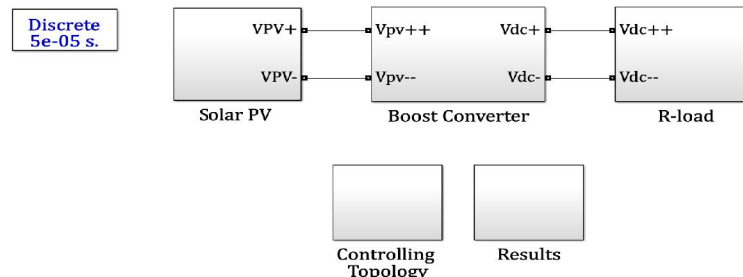 Discrete
5e-05 s.
VPV+ Vpv++ Vdc+ Vdc++
VPV- Vpv-- Vdc- Vdc--
Solar PV Boost Converter R-load
Controlling
Topology
Results